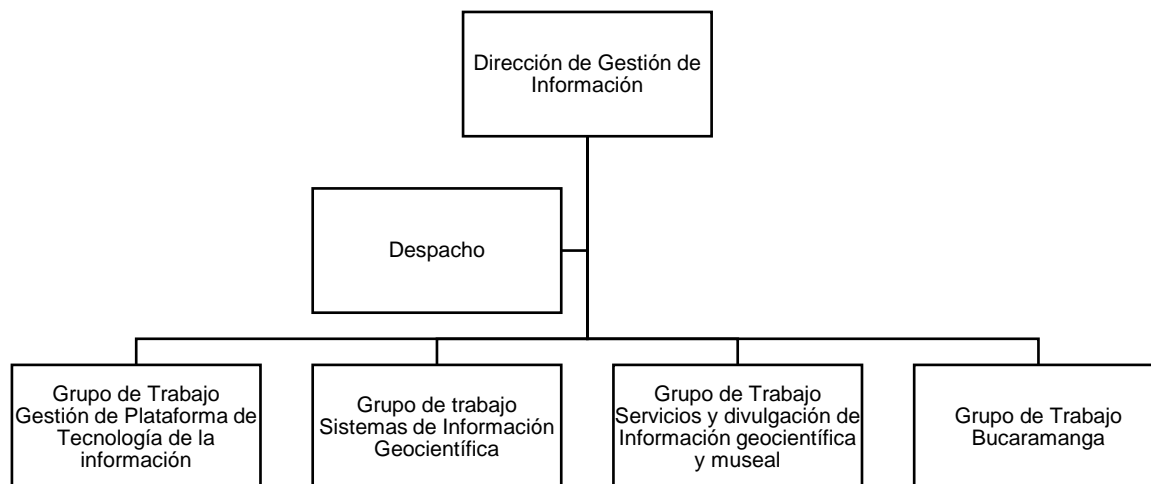 Dirección de Gestión de
Información
Despacho
Grupo de Trabajo
Gestión de Plataforma de
Tecnología de la
información
Grupo de trabajo
Sistemas de Información
Geocientífica
Grupo de Trabajo
Servicios y divulgación de
Información geocientífica
y museal
Grupo de Trabajo
Bucaramanga